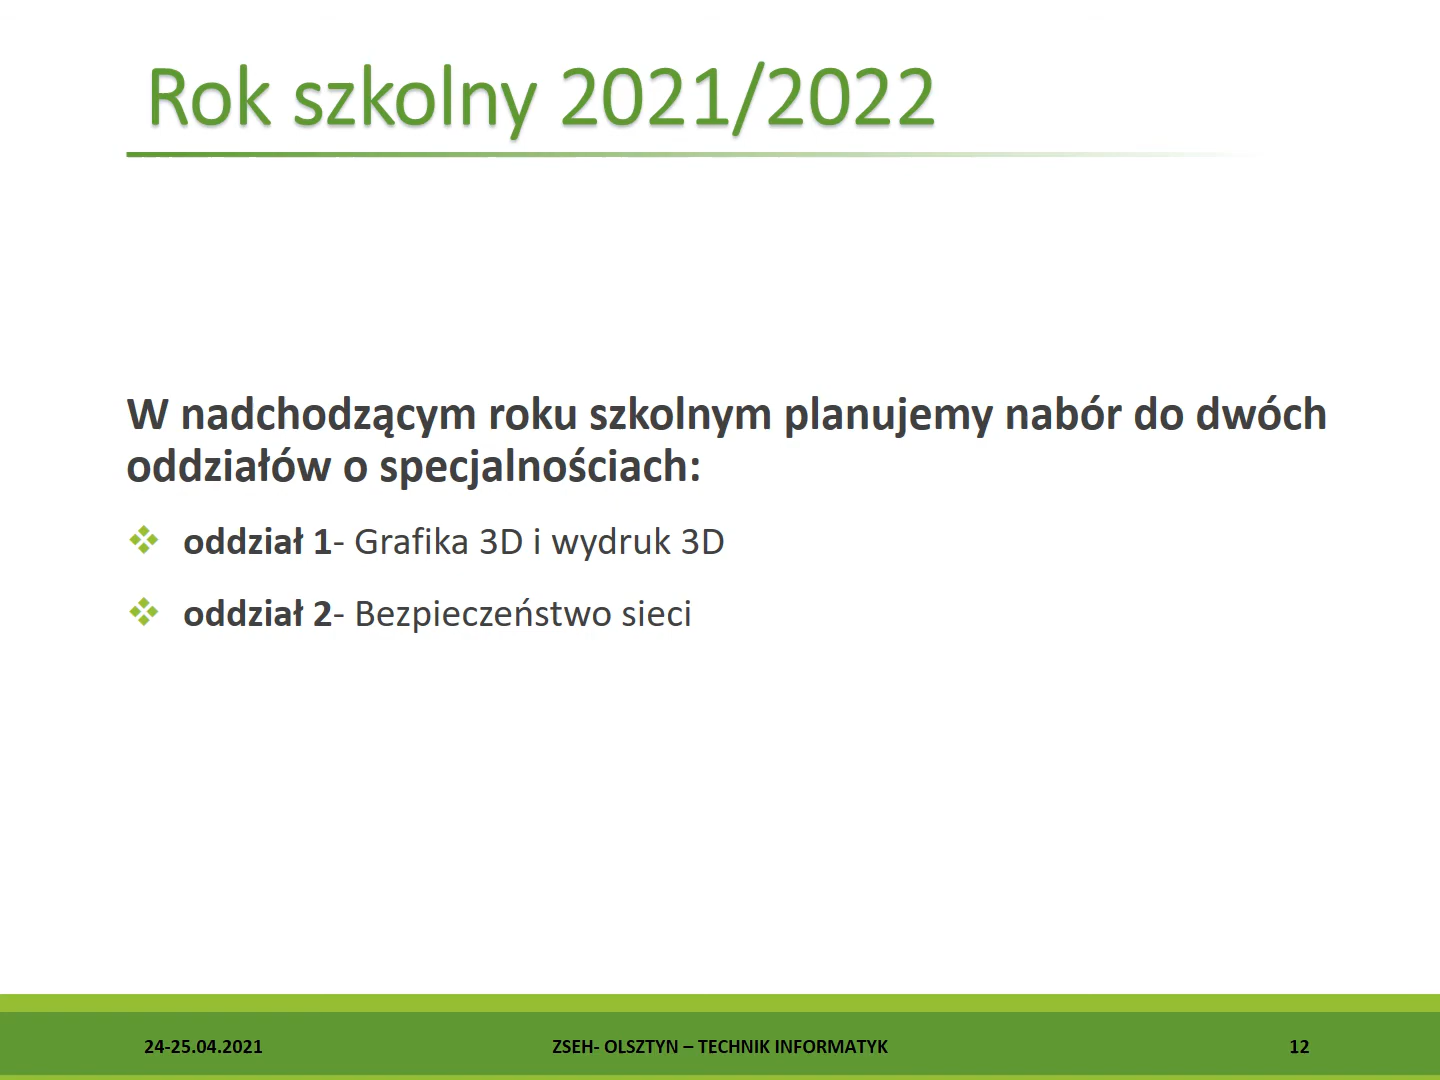 Rok szkolny 2021/2022
W nadchodzącym roku szkolnym planujemy nabór do dwóch
oddziałów o specjalnościach:
oddział 1- Grafika 3D i wydruk 3D
oddział 2- Bezpieczeństwo sieci
24-25.04.2021
ZSEH- OLSZTYN – TECHNIK INFORMATYK
12